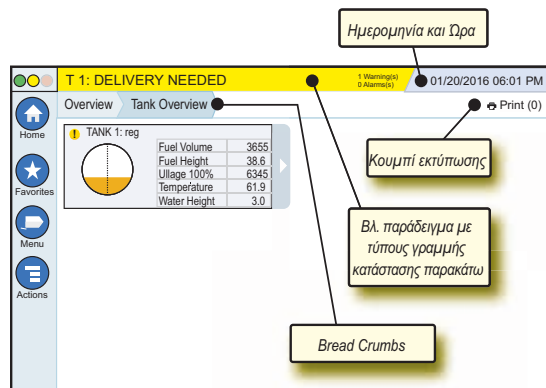 Ημερομηνία και Ώρα
T 1: DELIVERY NEEDED
1 Warning(s)
0 Alarms(s)
01/20/2016 06:01 PM
Overview
Tank Overview
Print (0)
Home
Favorites
Menu
Actions
! TANK 1: reg
Fuel Volume 3655
Fuel Height 38.6
Ullage 100% 6345
Temperature 61.9
Water Height 3.0
Κουμπί εκτύπωσης
Βλ. παράδειγμα με
τύπους γραμμής
κατάστασης παρακάτω
Bread Crumbs